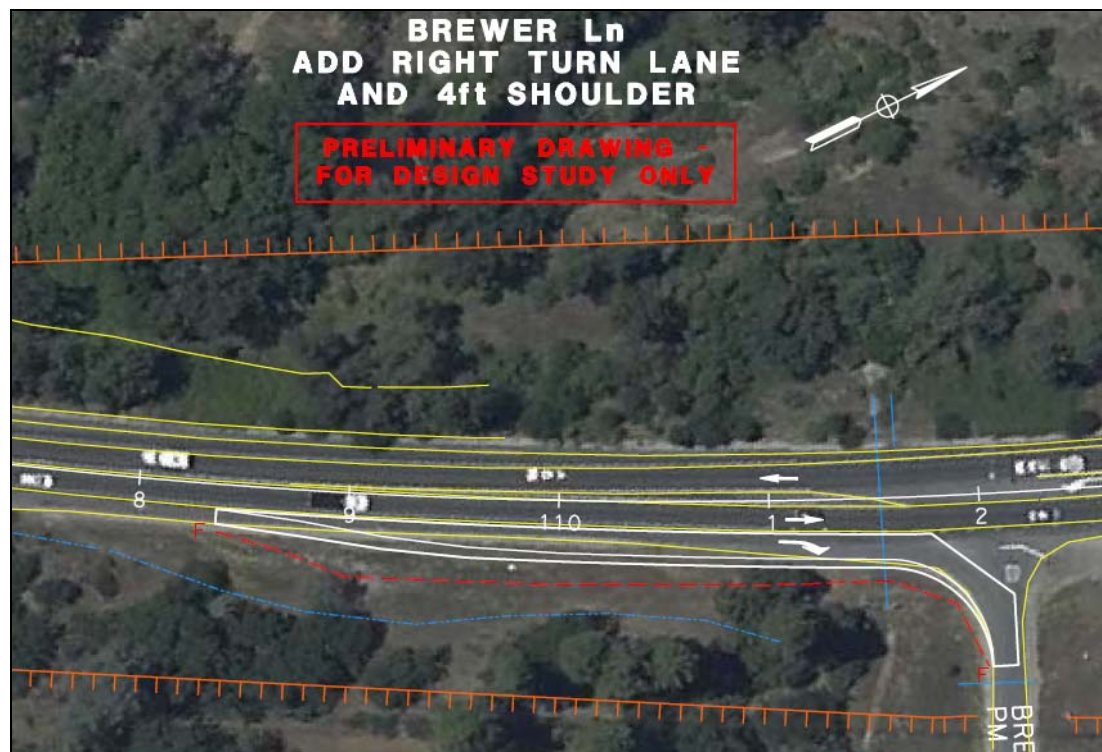 BREWER Ln
ADD RIGHT TURN LANE
AND 4ft SHOULDER
PRELIMINARY DRAWING -
FOR DESIGN STUDY ONLY
8
9
110
1
2
F
F
BRE
PM